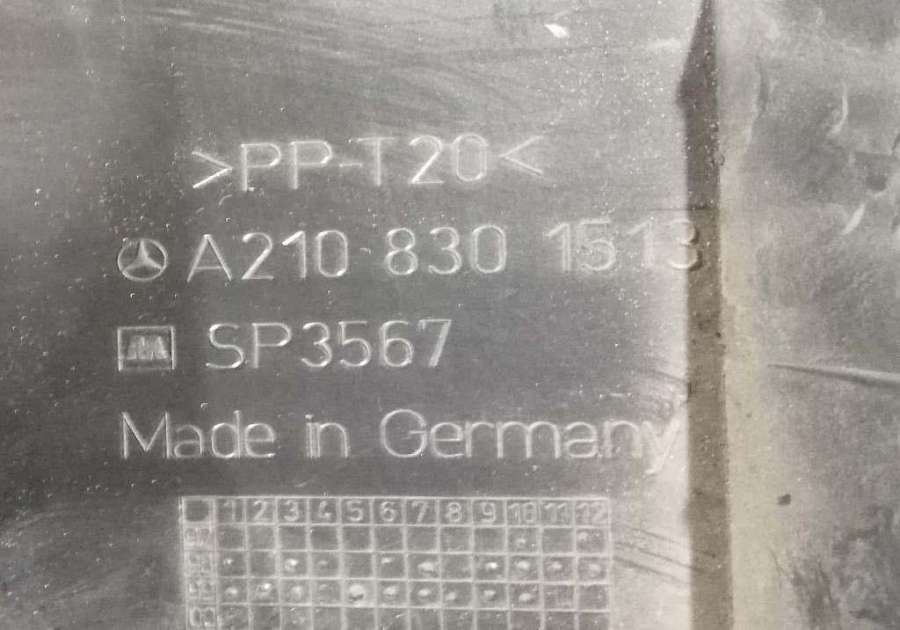 >PP-T20<
A210 830 1513
SP3567
Made in Germany
1 2 3 4 5 6 7 8 9 10 11 12